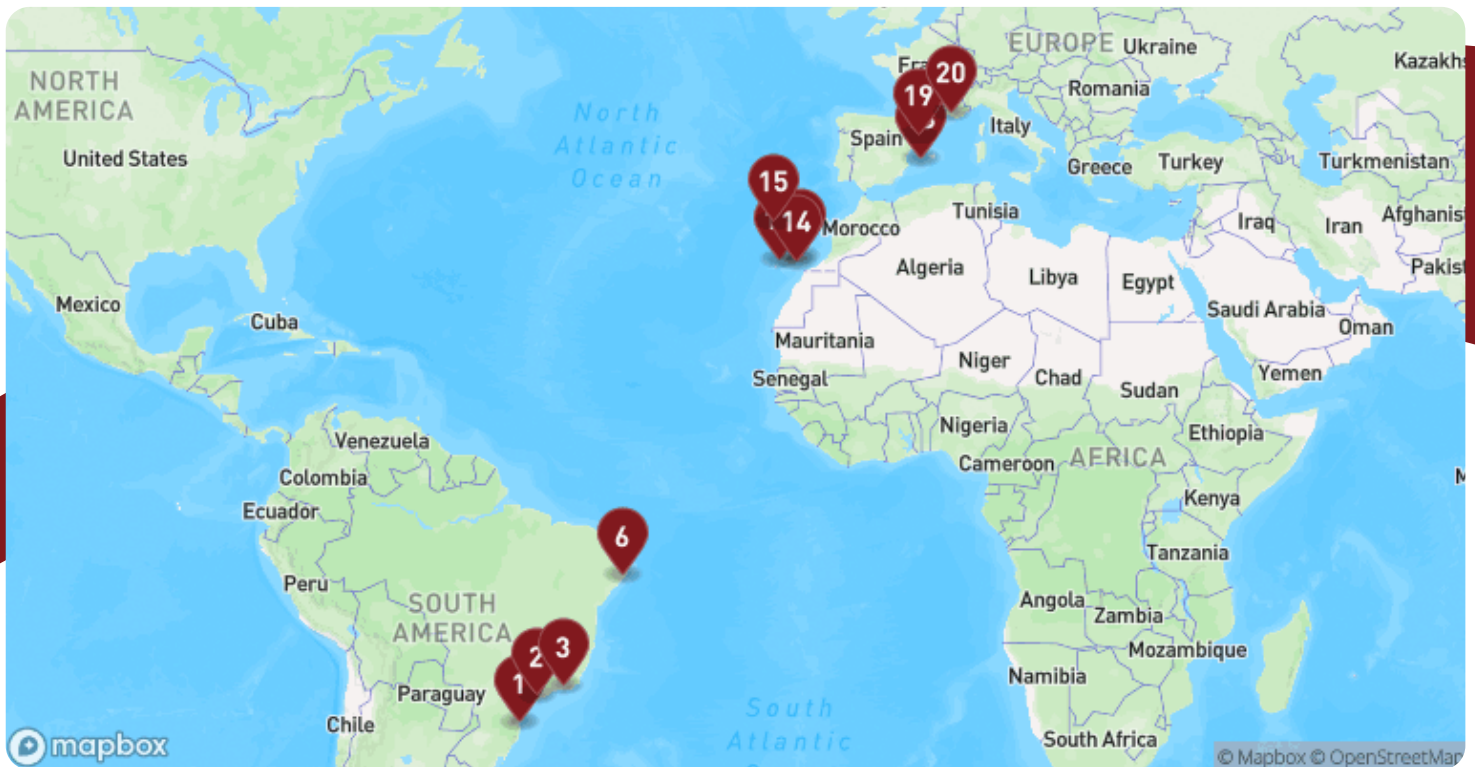 NORTH
AMERICA
United States
Mexico
Cuba
North
Atlantic
Ocean
EUROPE
Ukraine
Kazakhs
Romania
20
19
15
14
Spain
Italy
Greece
Turkey
Turkmenistan
Morocco
Tunisia
Iraq
Iran
Afghanist
Algeria
Libya
Egypt
Pakist
Saudi Arabia
Oman
Mauritania
Niger
Chad
Sudan
Yemen
Senegal
Nigeria
Ethiopia
Cameroon
AFRICA
Kenya
Tanzania
Angola
Zambia
Mozambique
Namibia
South Africa
Venezuela
Colombia
Ecuador
Peru
SOUTH
AMERICA
Paraguay
Chile
6
3
2
1
South
Atlantic
mapbox
© Mapbox © OpenStreetMap